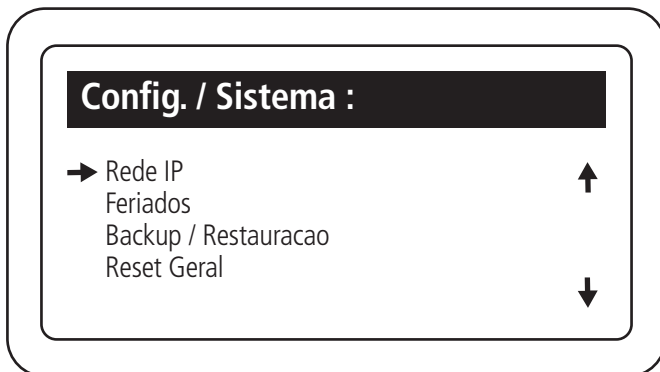 Config. / Sistema :
Rede IP
Feriados
Backup / Restauracao
Reset Geral